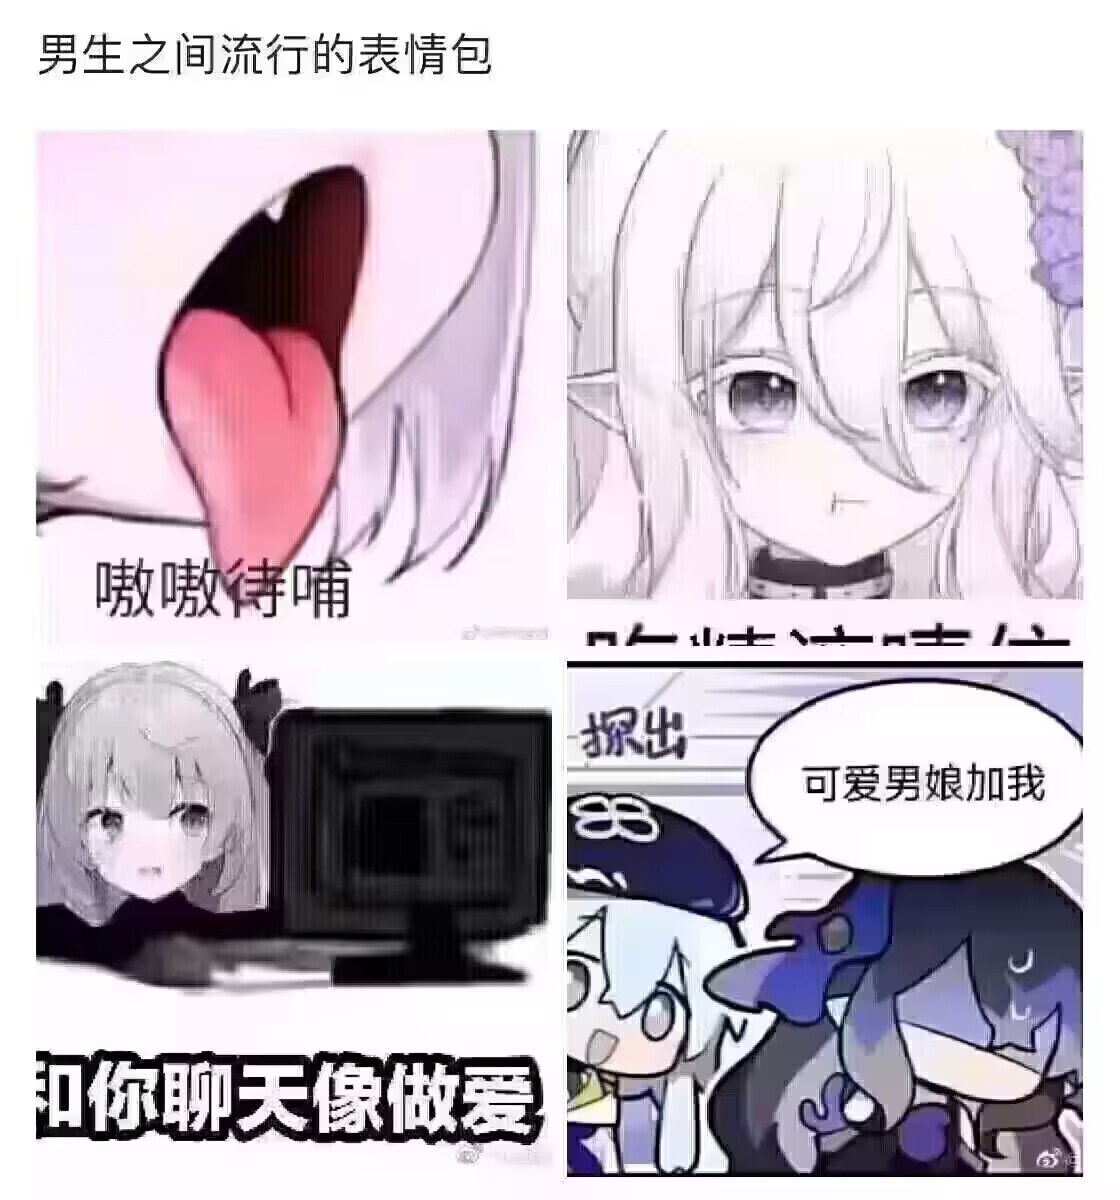 男生之间流行的表情包
嗷嗷待哺
探出
可爱男娘加我
和你聊天像做爱